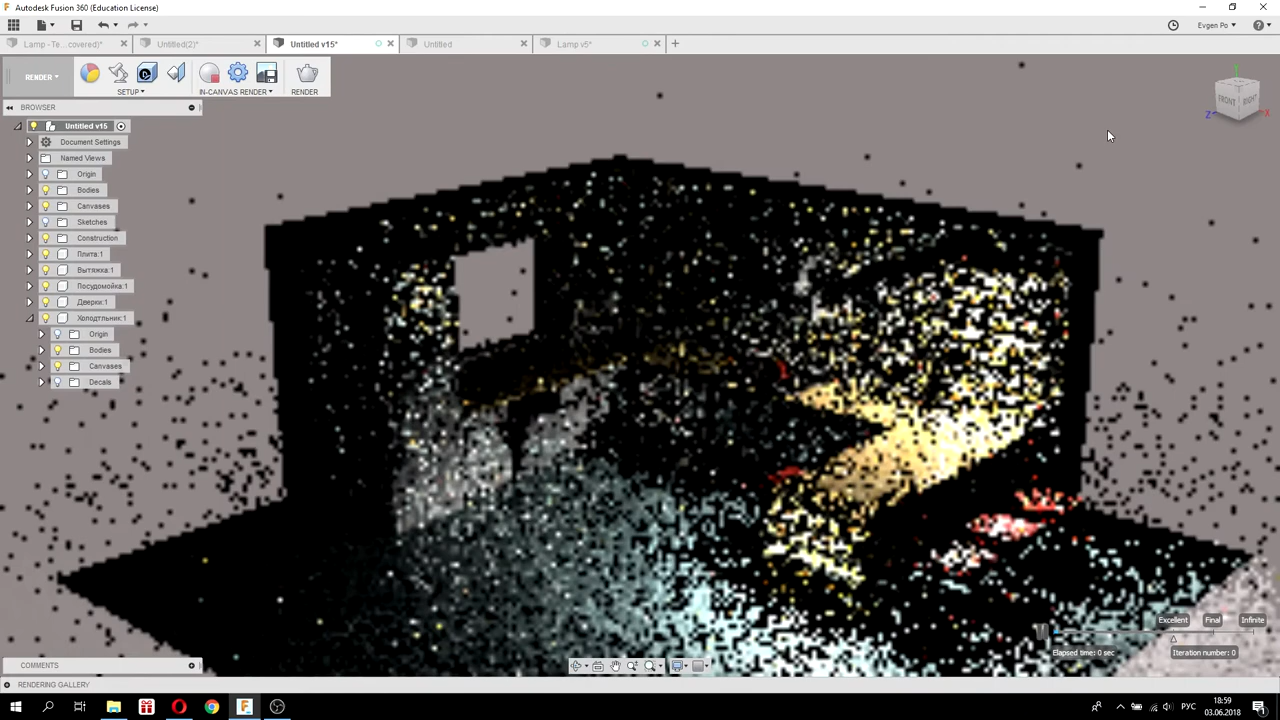 Autodesk Fusion 360 (Education License)
Evgen Po
Lamp - Te...covered)*
Untitled(2)*
Untitled v15*
Untitled
Lamp v5*
RENDER
SETUP
IN-CANVAS RENDER
RENDER
BROWSER
Untitled v15
Document Settings
Named Views
Origin
Bodies
Canvases
Sketches
Construction
Плита:1
Вытяжка:1
Посудомойка:1
Дверки:1
Холодтльник:1
Origin
Bodies
Canvases
Decals
FRONT
RIGHT
Z
X
Y
Excellent
Final
Infinite
Elapsed time: 0 sec
Iteration number: 0
COMMENTS
RENDERING GALLERY
РУС
18:59
03.06.2018